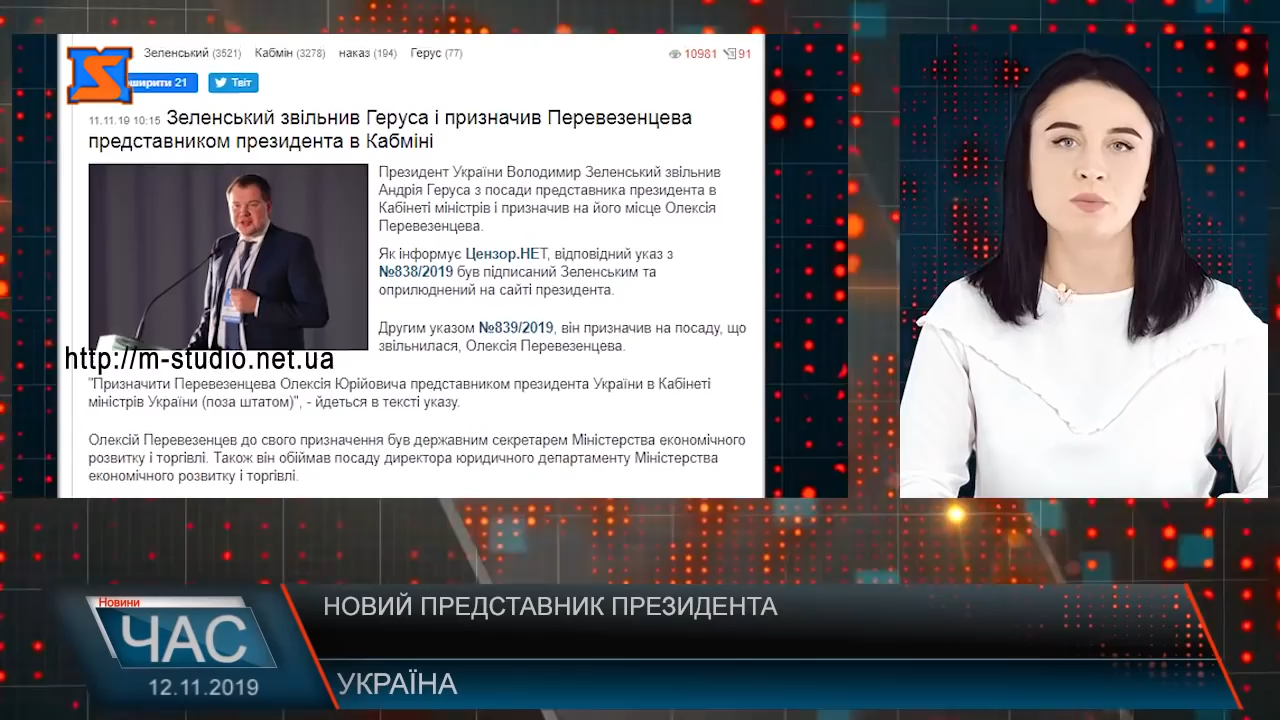 Зеленський (3521) Кабмін (3278) наказ (194) Герус (77) 10981 91
ширити 21 Твіт
11.11.19 10:15 Зеленський звільнив Геруса і призначив Перевезенцева
представником президента в Кабміні
Президент України Володимир Зеленський звільнив
Андрія Геруса з посади представника президента в
Кабінеті міністрів і призначив на його місце Олексія
Перевезенцева.
Як інформує Цензор.НЕТ, відповідний указ з
№838/2019 був підписаний Зеленським та
оприлюднений на сайті президента.
Другим указом №839/2019, він призначив на посаду, що
звільнилася, Олексія Перевезенцева.
http://m-studio.net.ua
"Призначити Перевезенцева Олексія Юрійовича представником президента України в Кабінеті
міністрів України (поза штатом)", - йдеться в тексті указу.
Олексій Перевезенцев до свого призначення був державним секретарем Міністерства економічного
розвитку і торгівлі. Також він обіймав посаду директора юридичного департаменту Міністерства
економічного розвитку і торгівлі.
Новини
ЧАС
12.11.2019
НОВИЙ ПРЕДСТАВНИК ПРЕЗИДЕНТА
УКРАЇНА